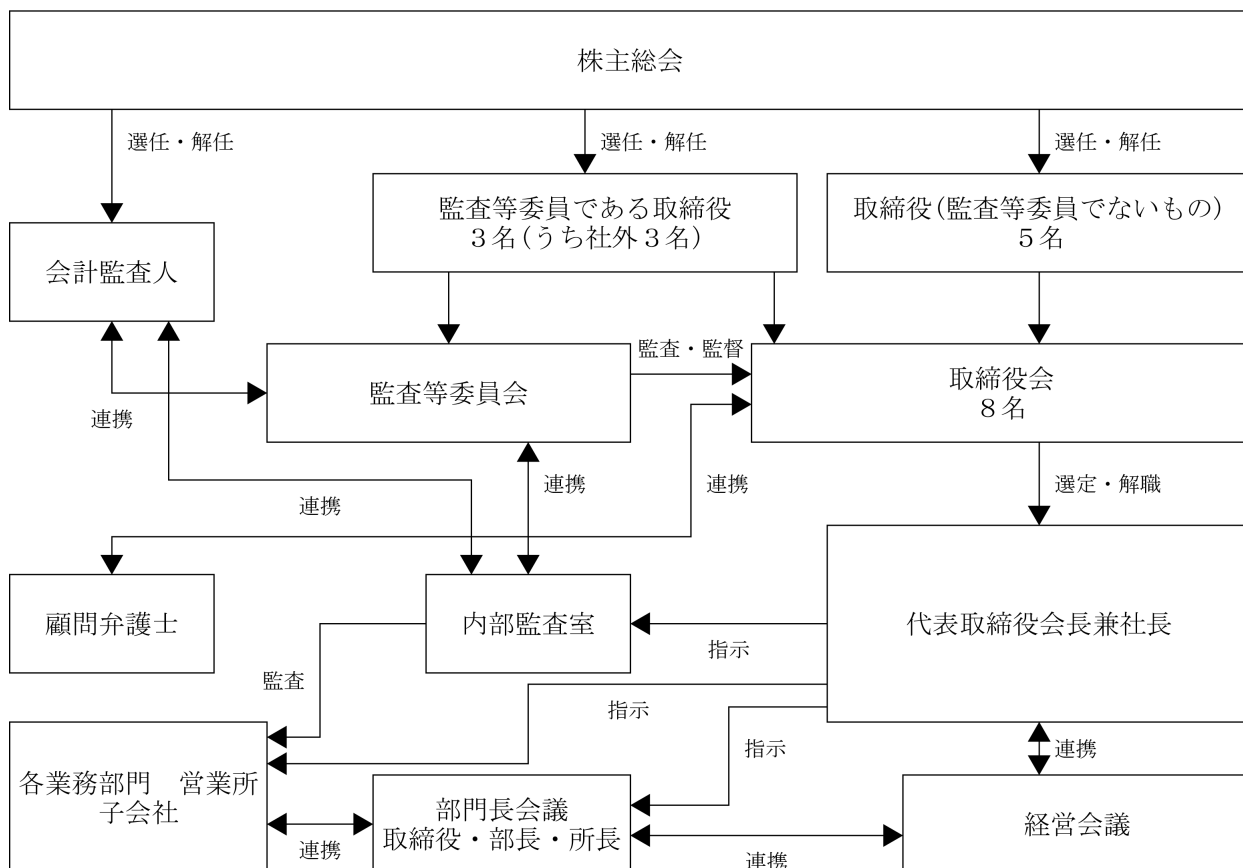 株主総会
選任・解任
選任・解任
選任・解任
監査等委員である取締役
３名(うち社外３名)
取締役(監査等委員でないもの)
５名
会計監査人
監査・監督
監査等委員会
取締役会
８名
連携
連携
連携
連携
選定・解職
顧問弁護士
内部監査室
代表取締役会長兼社長
指示
監査
指示
指示
連携
各業務部門　営業所
子会社
部門長会議
取締役・部長・所長
経営会議
連携
連携